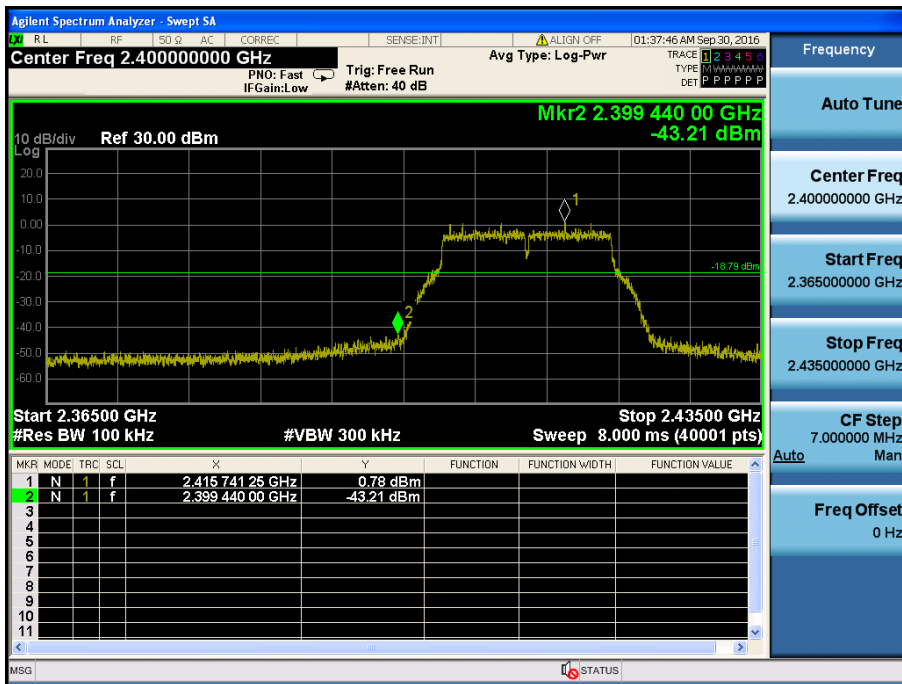 Agilent Spectrum Analyzer - Swept SA
LXI RL RF 50 Ω AC CORREC SENSE:INT ALIGN OFF 01:37:46 AM Sep 30, 2016
Center Freq 2.400000000 GHz
PNO: Fast
IFGain:Low
Trig: Free Run
#Atten: 40 dB
Avg Type: Log-Pwr
TRACE 1 2 3 4 5 6
TYPE MWWWWW
DET P P P P P P
Mkr2 2.399 440 00 GHz
-43.21 dBm
10 dB/div Ref 30.00 dBm
Log
20.0
10.0
0.00
-10.0
-20.0
-30.0
-40.0
-50.0
-60.0
1
-18.79 dBm
2
Start 2.36500 GHz Stop 2.43500 GHz
#Res BW 100 kHz #VBW 300 kHz Sweep 8.000 ms (40001 pts)
MKR MODE TRC SCL X Y FUNCTION FUNCTION WIDTH FUNCTION VALUE
1 N 1 f 2.415 741 25 GHz 0.78 dBm
2 N 1 f 2.399 440 00 GHz -43.21 dBm
3
4
5
6
7
8
9
10
11
MSG STATUS
Frequency
Auto Tune
Center Freq
2.400000000 GHz
Start Freq
2.365000000 GHz
Stop Freq
2.435000000 GHz
CF Step
7.000000 MHz
Auto Man
Freq Offset
0 Hz